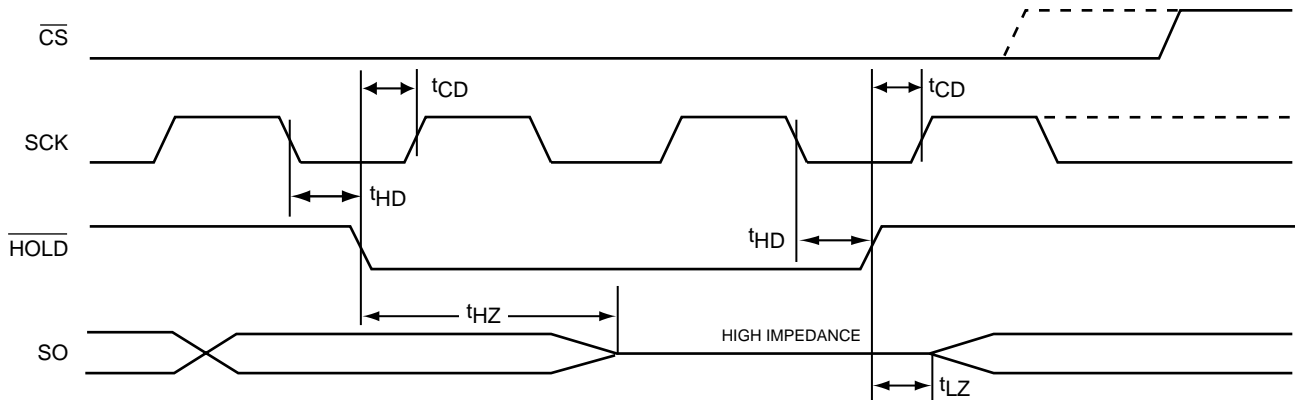 CS
tCD
tCD
SCK
tHD
HOLD
tHD
tHZ
HIGH IMPEDANCE
SO
tLZ